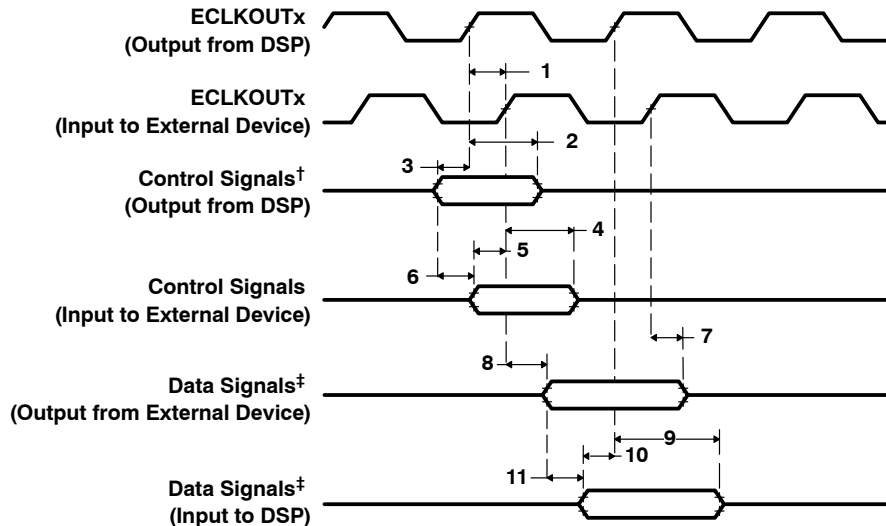 ECLKOUTx
(Output from DSP)
1
ECLKOUTx
(Input to External Device)
2
3
Control Signals†
(Output from DSP)
4
5
6
Control Signals
(Input to External Device)
7
8
Data Signals‡
(Output from External Device)
9
10
11
Data Signals‡
(Input to DSP)